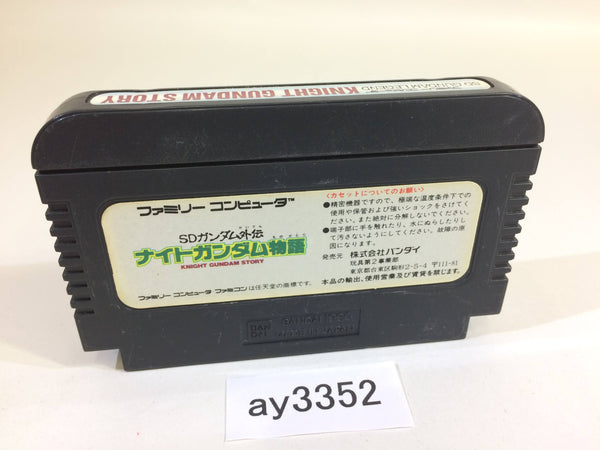 SD GUNDAM LEGEND
KNIGHT GUNDAM STORY
ファミリー コンピュータ™
SDガンダム外伝
ナイトガンダム物語
KNIGHT GUNDAM STORY
ファミリー コンピュータ ファミコン は任天堂の商標です。
〈カセットについてのお願い〉
●精密機器ですので、極端な温度条件下での
使用や保管および強いショックをさけてく
ださい。また絶対に分解しないでください。
●端子部に手を触れたり、水にぬらしたりし
て汚さないようにしてください。故障の原
因になります。
発売元 株式会社バンダイ
玩具第2事業部
東京都台東区駒形2-5-4 〒111-81
本品の輸出、使用営業及び賃貸を禁じます。
BAN
DAI
MADE IN JAPAN
ay3352